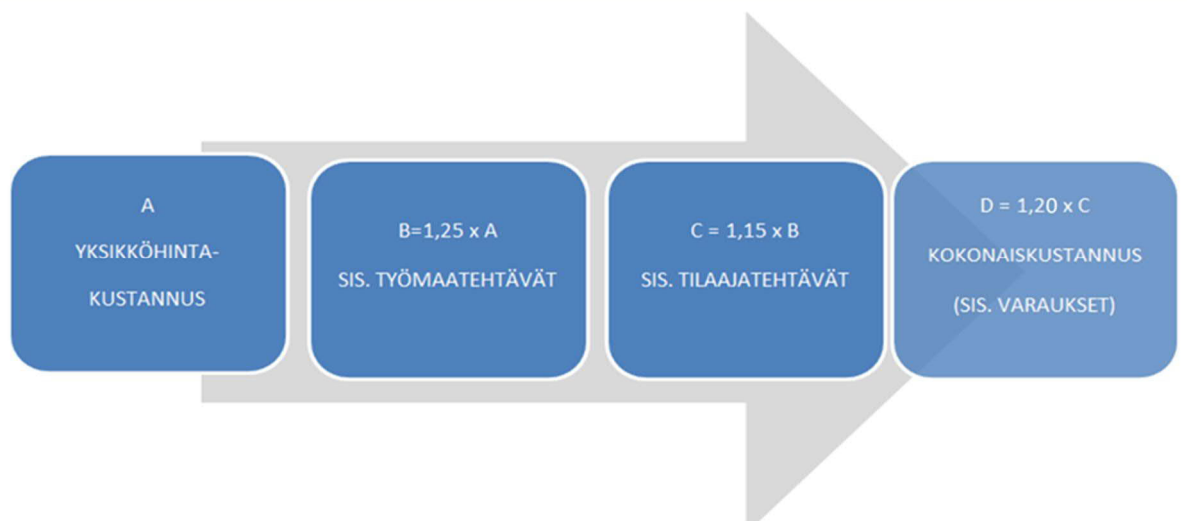 A
YKSIKKÖHINTA-
KUSTANNUS
B=1,25 x A
SIS. TYÖMAATEHTÄVÄT
C = 1,15 x B
SIS. TILAAJATEHTÄVÄT
D = 1,20 x C
KOKONAISKUSTANNUS
(SIS. VARAUKSET)